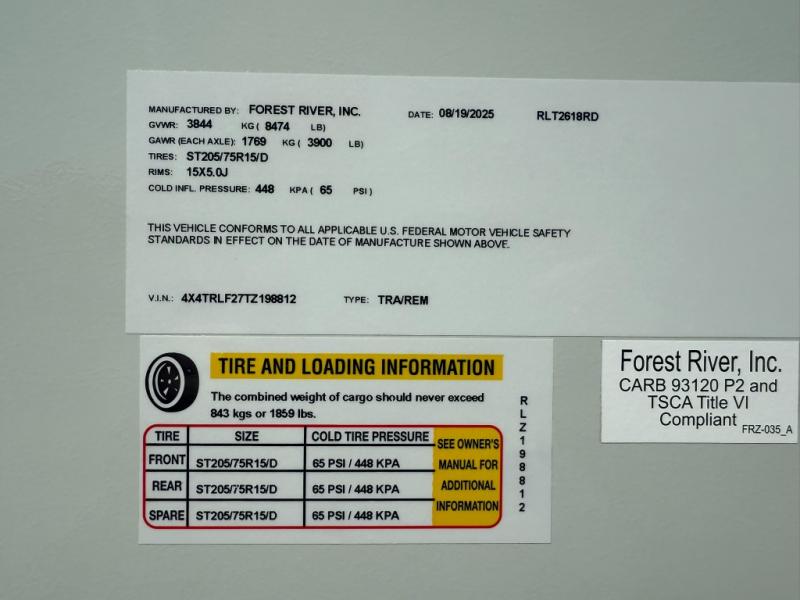 MANUFACTURED BY: FOREST RIVER, INC. DATE: 08/19/2025 RLT2618RD
GVWR: 3844 KG ( 8474 LB)
GAWR (EACH AXLE): 1769 KG ( 3900 LB)
TIRES: ST205/75R15/D
RIMS: 15X5.0J
COLD INFL. PRESSURE: 448 KPA ( 65 PSI )
THIS VEHICLE CONFORMS TO ALL APPLICABLE U.S. FEDERAL MOTOR VEHICLE SAFETY
STANDARDS IN EFFECT ON THE DATE OF MANUFACTURE SHOWN ABOVE.
V.I.N.: 4X4TRLF27TZ198812 TYPE: TRA/REM
TIRE AND LOADING INFORMATION
The combined weight of cargo should never exceed
843 kgs or 1859 lbs.
TIRE SIZE COLD TIRE PRESSURE
FRONT ST205/75R15/D 65 PSI / 448 KPA
REAR ST205/75R15/D 65 PSI / 448 KPA
SPARE ST205/75R15/D 65 PSI / 448 KPA
SEE OWNER'S
MANUAL FOR
ADDITIONAL
INFORMATION
RLZ198812
Forest River, Inc.
CARB 93120 P2 and
TSCA Title VI
Compliant
FRZ-035_A